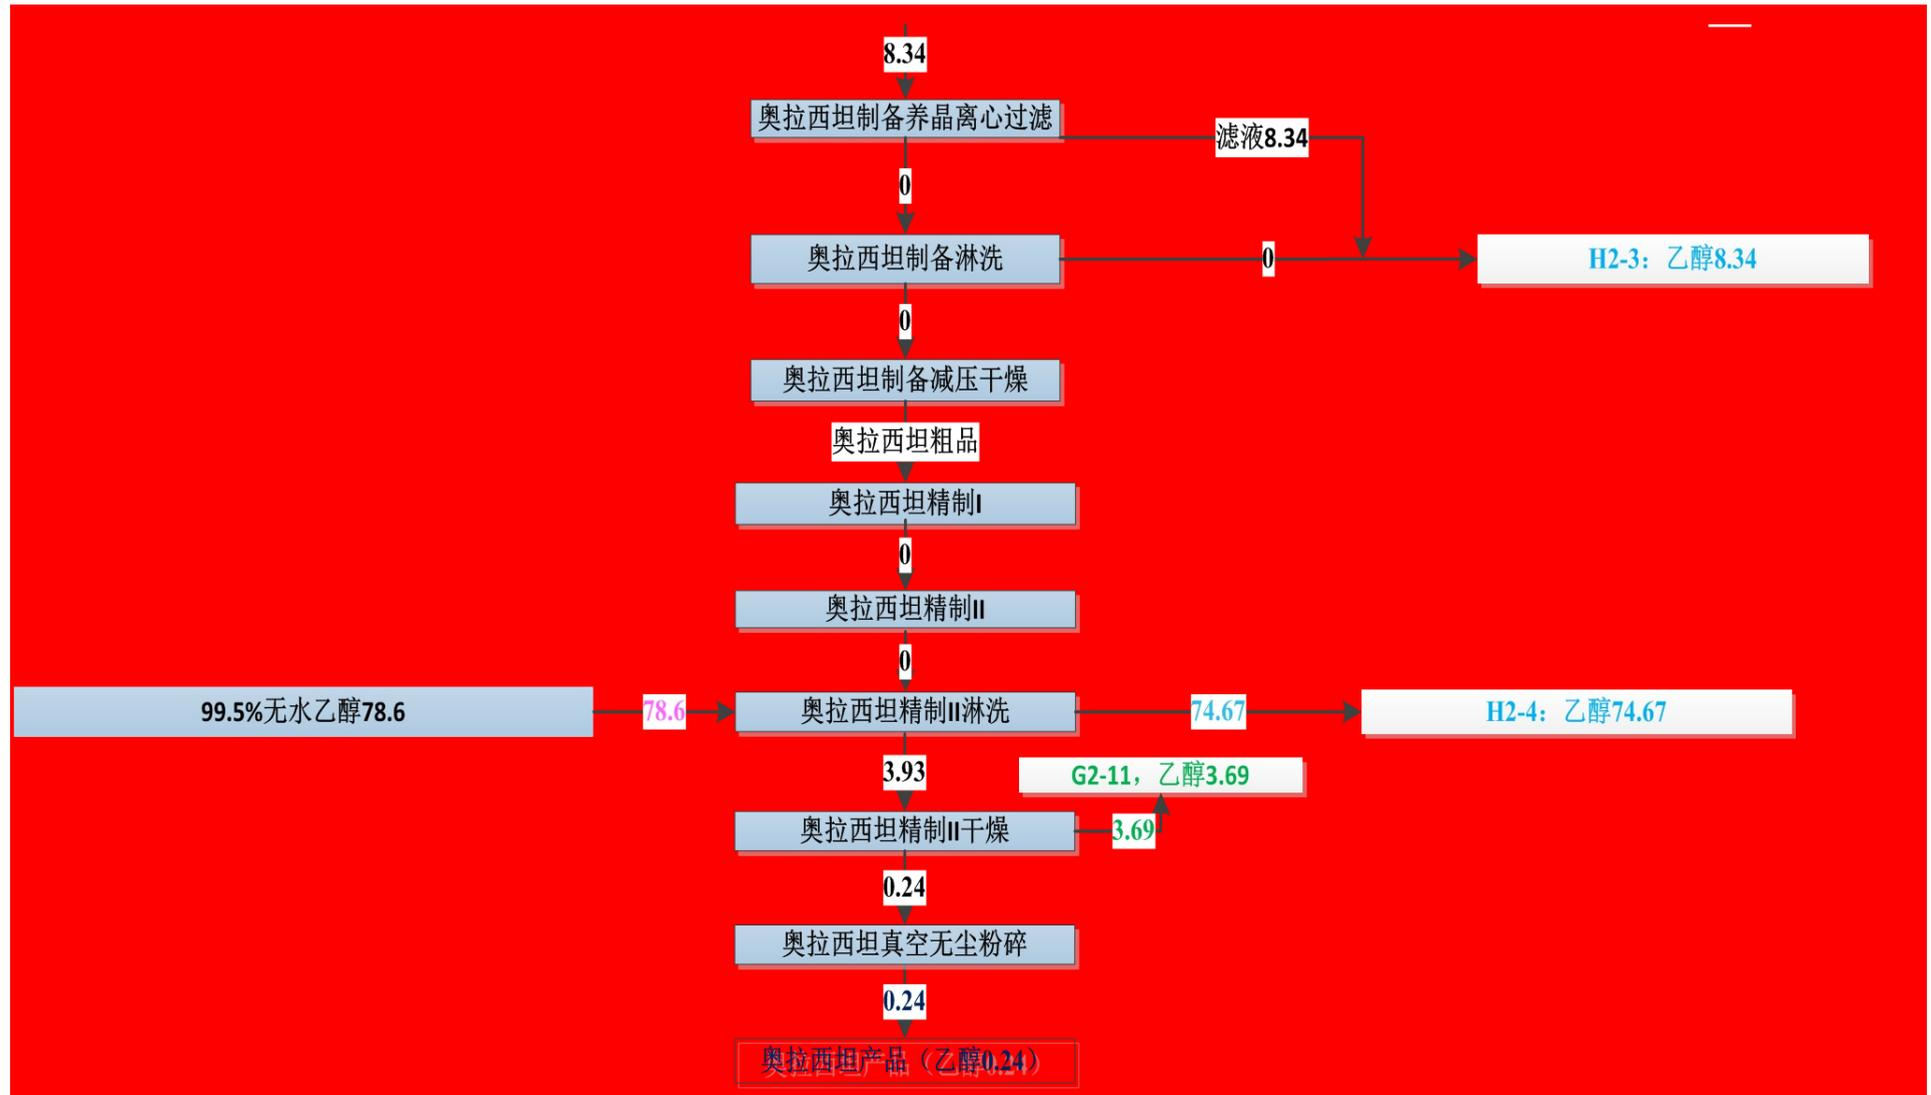 8.34
奥拉西坦制备养晶离心过滤
滤液8.34
0
奥拉西坦制备淋洗
0
H2-3：乙醇8.34
0
奥拉西坦制备减压干燥
奥拉西坦粗品
奥拉西坦精制I
0
奥拉西坦精制II
0
99.5%无水乙醇78.6
78.6
奥拉西坦精制II淋洗
74.67
H2-4：乙醇74.67
3.93
G2-11，乙醇3.69
奥拉西坦精制II干燥
3.69
0.24
奥拉西坦真空无尘粉碎
0.24
奥拉西坦产品（乙醇0.24）